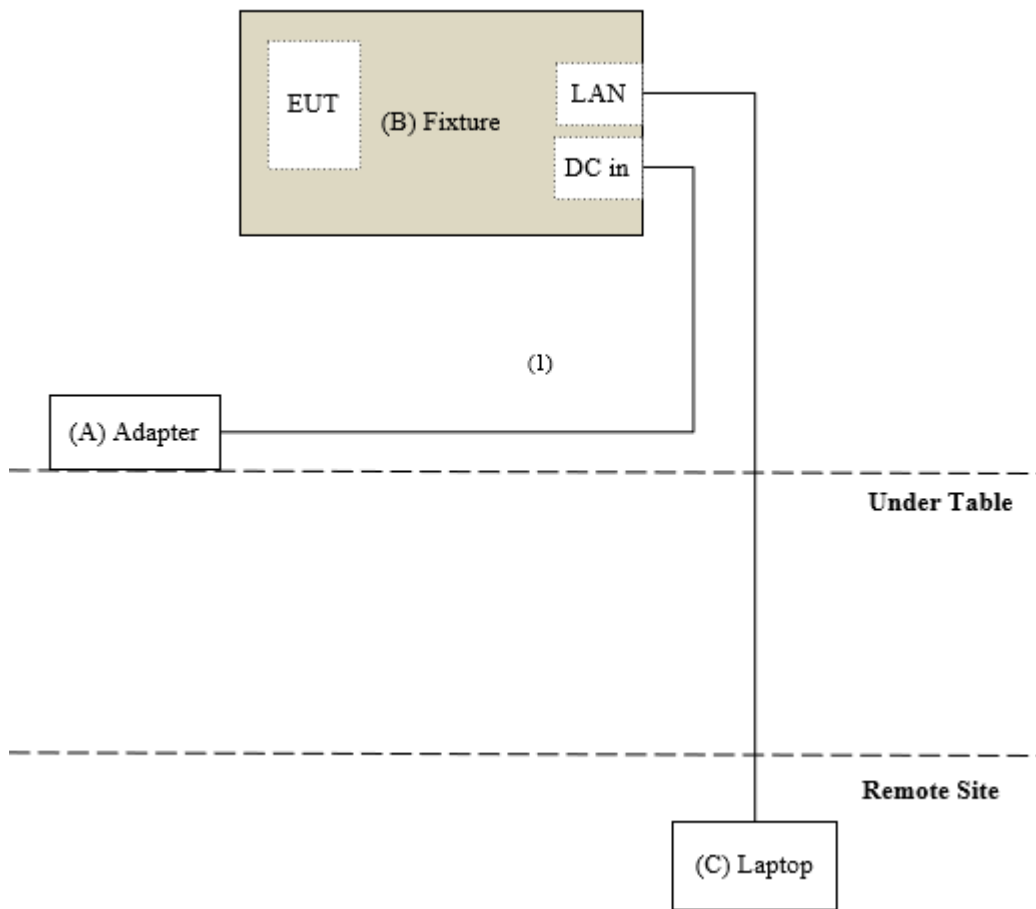 EUT
LAN
(B) Fixture
DC in
(1)
(A) Adapter
Under Table
Remote Site
(C) Laptop